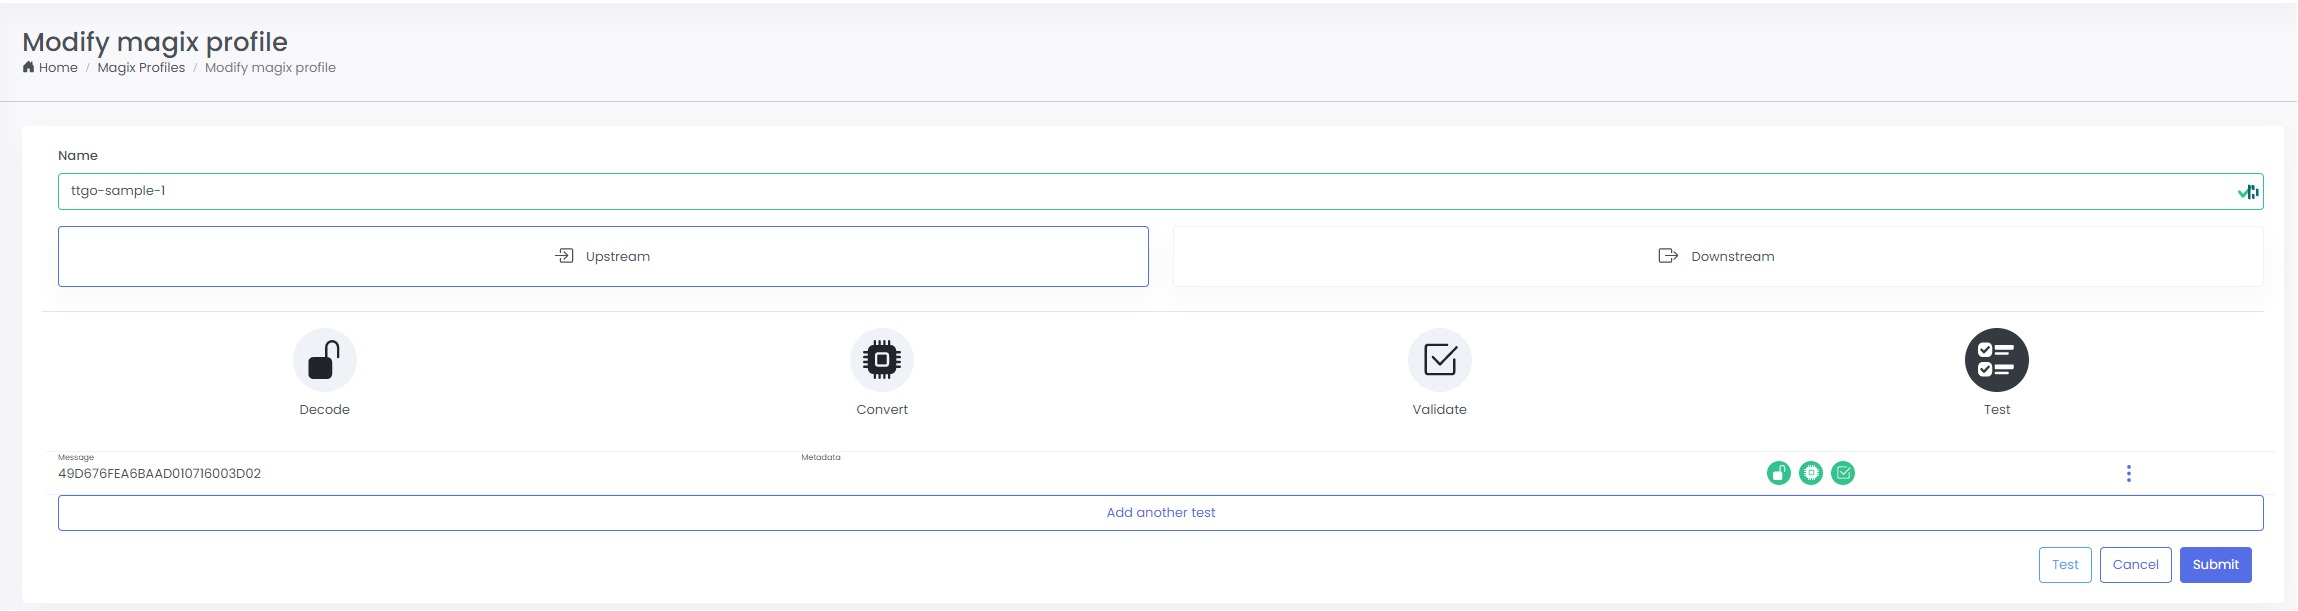 Modify magix profile
Home / Magix Profiles / Modify magix profile
Name
ttgo-sample-1
Upstream
Downstream
Decode
Convert
Validate
Test
Message
Metadata
49D676FEA6BAAD010716003D02
Add another test
Test
Cancel
Submit